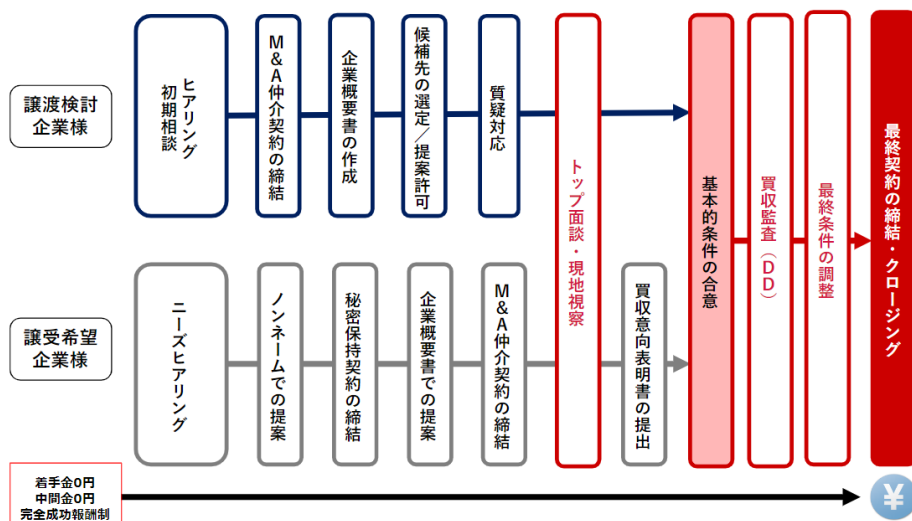 譲渡検討
企業様
ヒアリング
初期相談
M&A仲介契約の締結
企業概要書の作成
候補先の選定／提案許可
質疑対応
トップ面談・現地視察
基本的条件の合意
買収監査（DD）
最終条件の調整
最終契約の締結・クロージング
譲受希望
企業様
ニーズヒアリング
ノンネームでの提案
秘密保持契約の締結
企業概要書での提案
M&A仲介契約の締結
買収意向表明書の提出
着手金0円
中間金0円
完全成功報酬制
¥